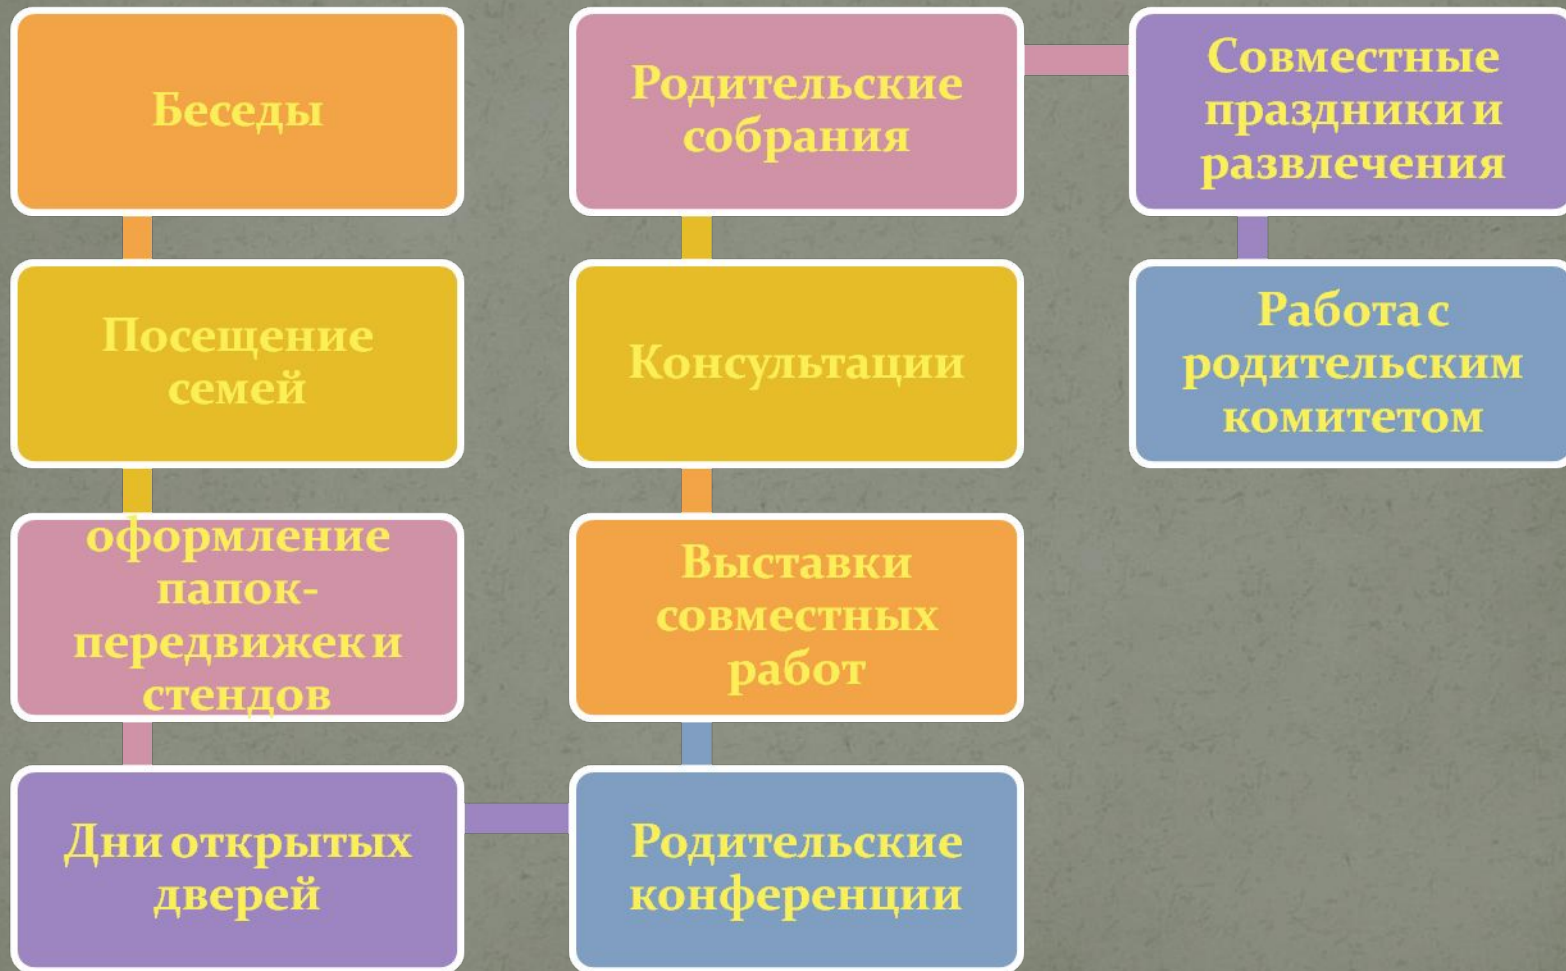 Беседы
Посещение
семей
оформление
папок-
передвижек и
стендов
Дни открытых
дверей
Родительские
конференции
Выставки
совместных
работ
Консультации
Родительские
собрания
Совместные
праздники и
развлечения
Работа с
родительским
комитетом